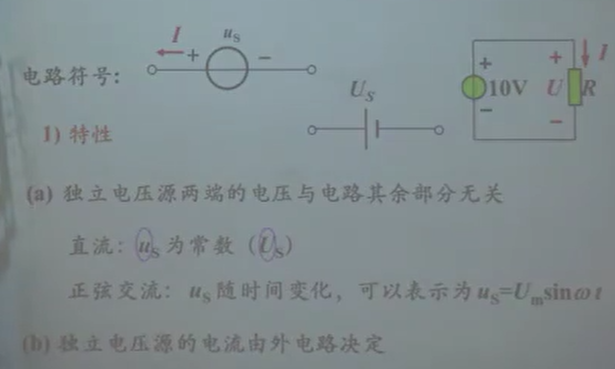 I
+ u_S −
电路符号：
U_S
+ 10V − + U − R I
1) 特性
(a) 独立电压源两端的电压与电路其余部分无关
直流：u_S 为常数（U_S）
正弦交流：u_S 随时间变化，可以表示为 u_S=U_m sinω t
(b) 独立电压源的电流由外电路决定